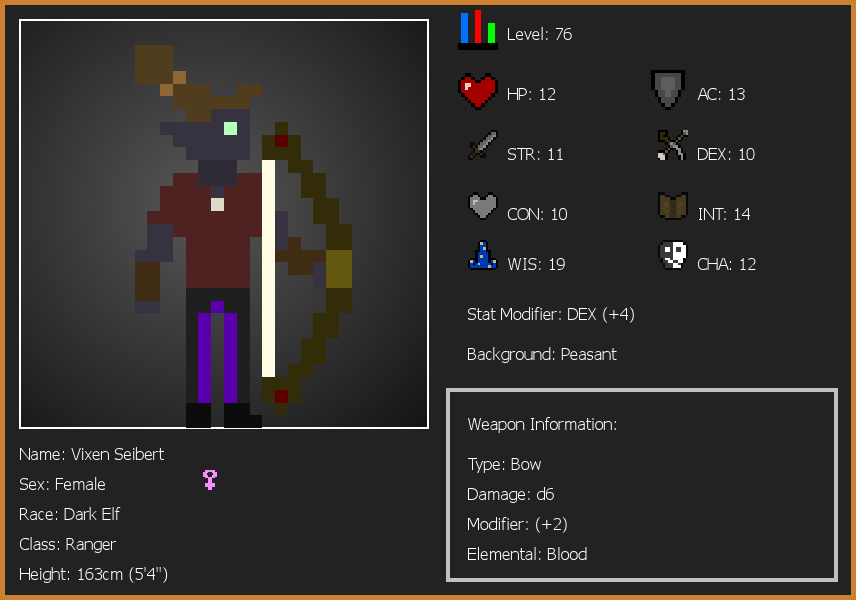 Level: 76
HP: 12
AC: 13
STR: 11
DEX: 10
CON: 10
INT: 14
WIS: 19
CHA: 12
Stat Modifier: DEX (+4)
Background: Peasant
Weapon Information:
Type: Bow
Damage: d6
Modifier: (+2)
Elemental: Blood
Name: Vixen Seibert
Sex: Female
Race: Dark Elf
Class: Ranger
Height: 163cm (5'4")